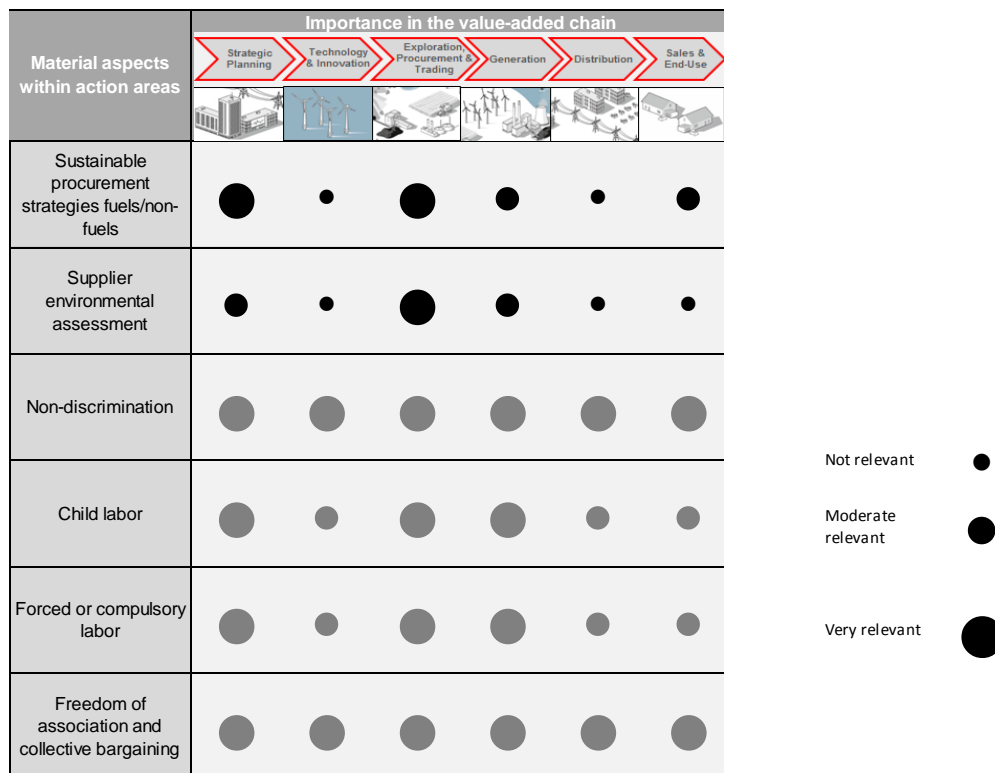 Importance in the value-added chain
Material aspects
within action areas
Strategic
Planning
Technology
& Innovation
Exploration,
Procurement &
Trading
Generation
Distribution
Sales &
End-Use
Sustainable
procurement
strategies fuels/non-
fuels
Supplier
environmental
assessment
Non-discrimination
Child labor
Forced or compulsory
labor
Freedom of
association and
collective bargaining
Not relevant
Moderate
relevant
Very relevant